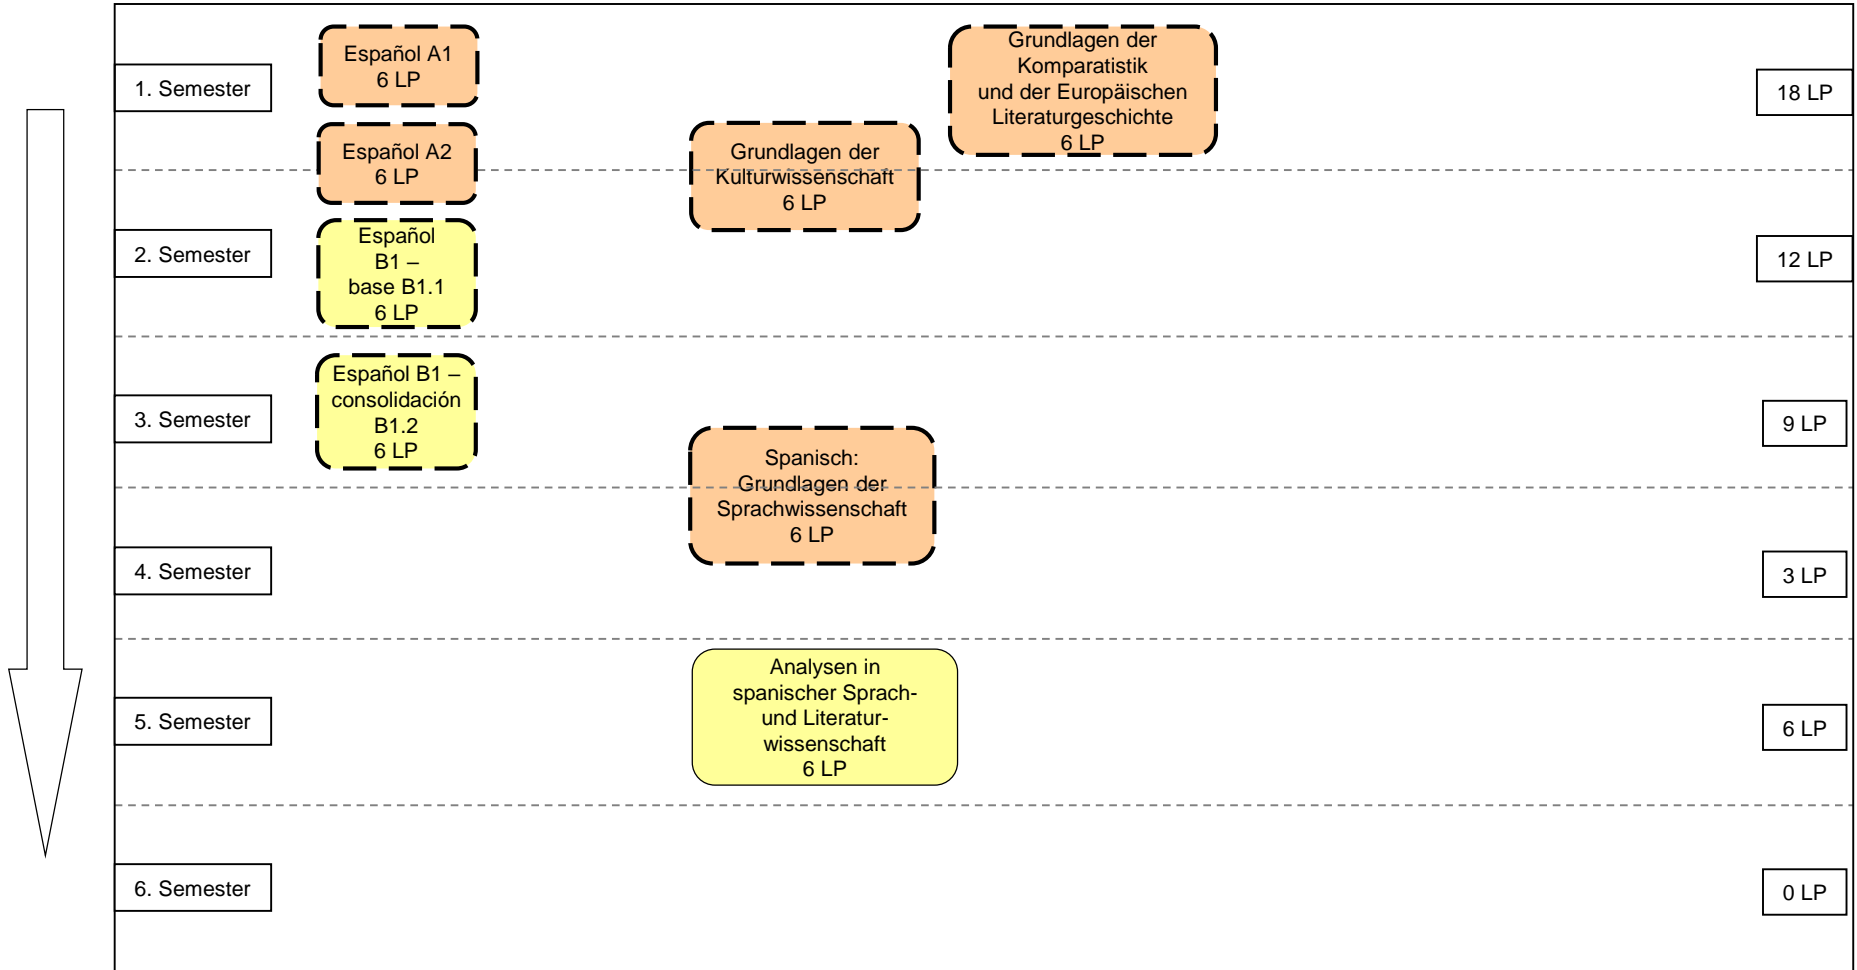 1. Semester
Español A1
6 LP
Grundlagen der
Komparatistik
und der Europäischen
Literaturgeschichte
6 LP
18 LP
Español A2
6 LP
Grundlagen der
Kulturwissenschaft
6 LP
2. Semester
Español
B1 –
base B1.1
6 LP
12 LP
3. Semester
Español B1 –
consolidación
B1.2
6 LP
9 LP
Spanisch:
Grundlagen der
Sprachwissenschaft
6 LP
4. Semester
3 LP
5. Semester
Analysen in
spanischer Sprach-
und Literatur-
wissenschaft
6 LP
6 LP
6. Semester
0 LP